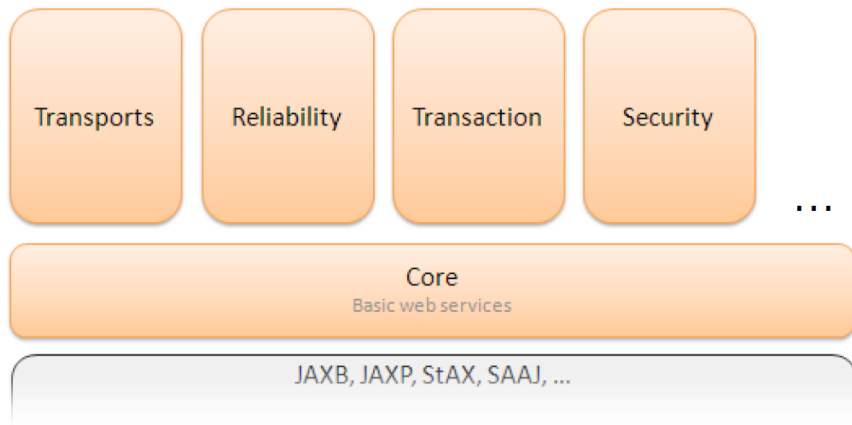 Transports
Reliability
Transaction
Security
...
Core
Basic web services
JAXB, JAXP, StAX, SAAJ, ...